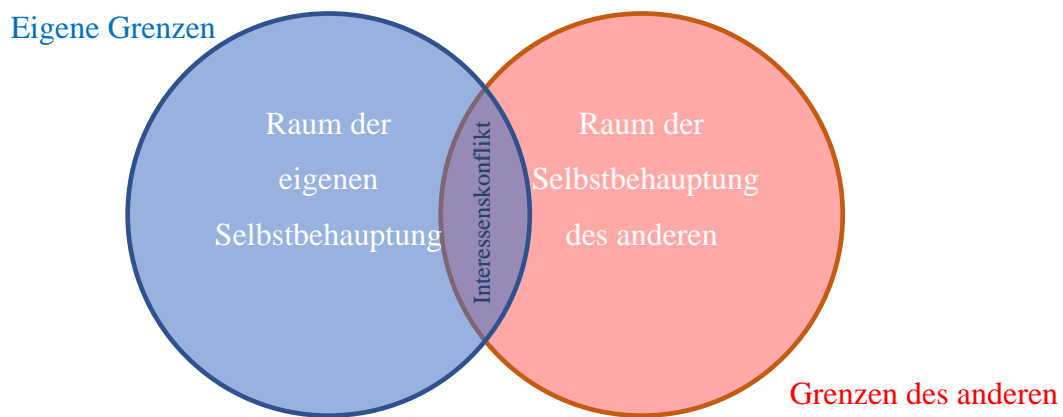 Eigene Grenzen
Raum der
eigenen
Selbstbehauptung
Interessenskonflikt
Raum der
Selbstbehauptung
des anderen
Grenzen des anderen